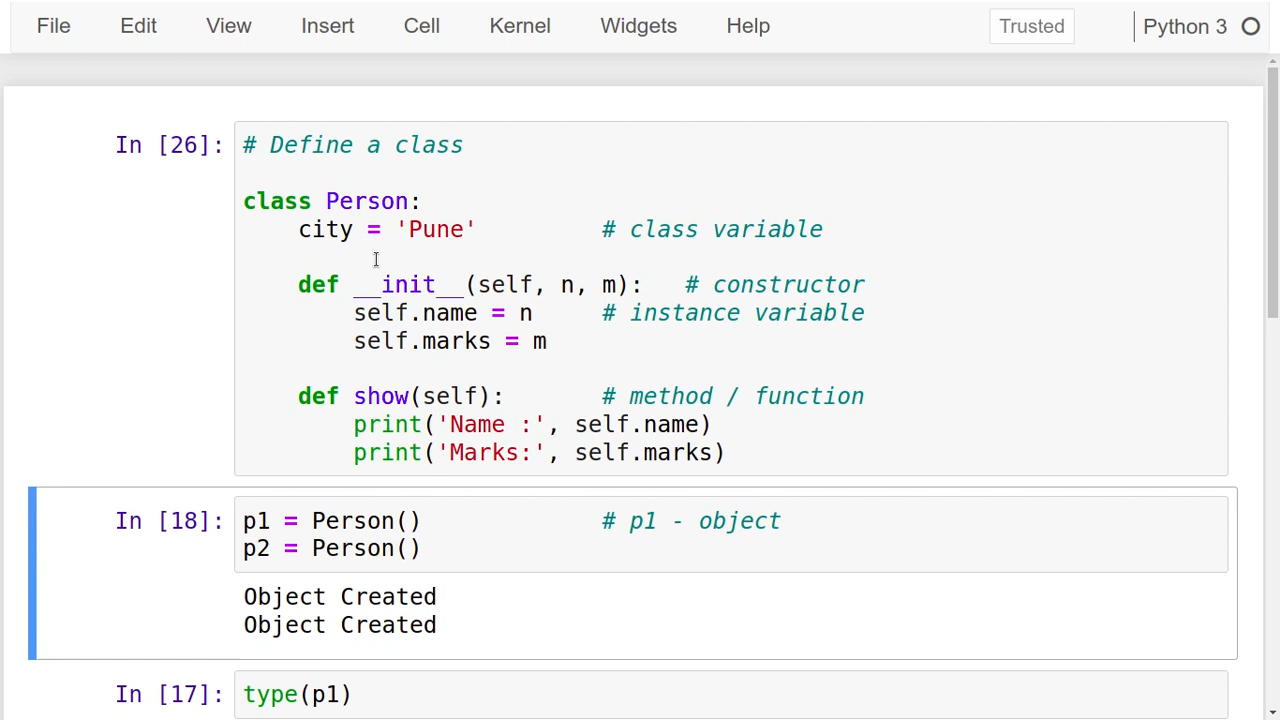 File Edit View Insert Cell Kernel Widgets Help Trusted Python 3
In [26]: # Define a class
class Person:
    city = 'Pune'         # class variable
    def __init__(self, n, m):   # constructor
        self.name = n     # instance variable
        self.marks = m
    def show(self):       # method / function
        print('Name :', self.name)
        print('Marks:', self.marks)
In [18]: p1 = Person()             # p1 - object
p2 = Person()
Object Created
Object Created
In [17]: type(p1)